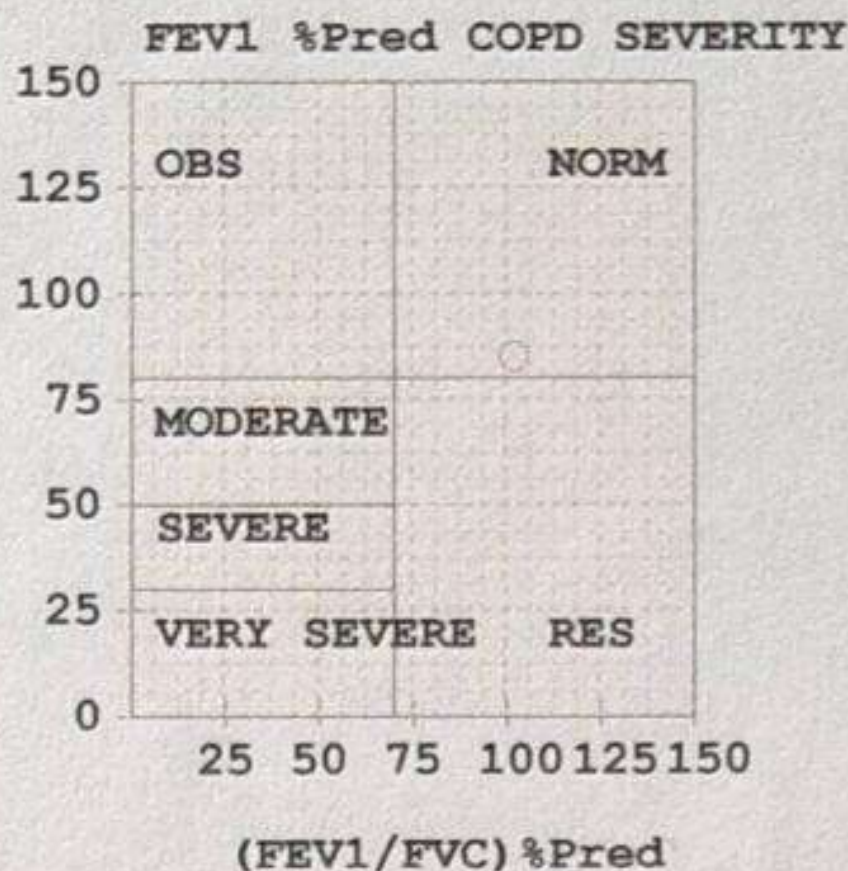 FEV1 %Pred COPD SEVERITY
150
OBS NORM
125
100
75
MODERATE
50
SEVERE
25
VERY SEVERE RES
0
25 50 75 100 125 150
(FEV1/FVC)%Pred